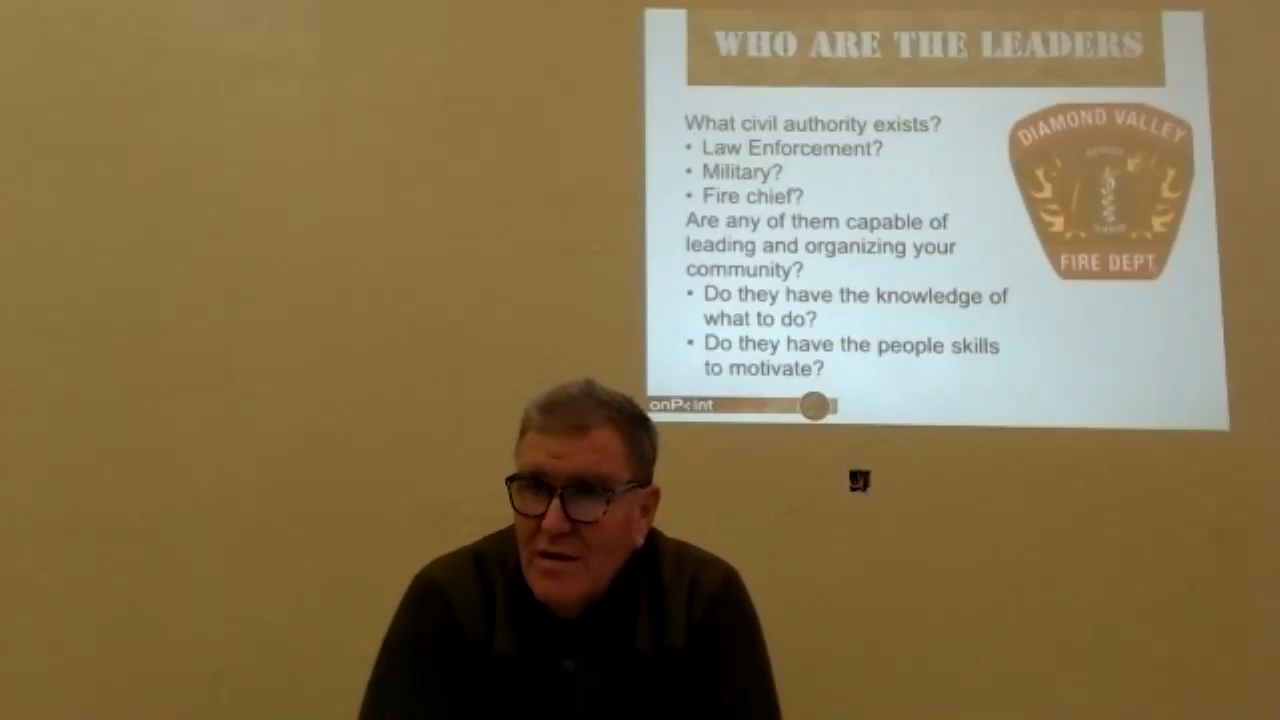 WHO ARE THE LEADERS
What civil authority exists?
• Law Enforcement?
• Military?
• Fire chief?
Are any of them capable of
leading and organizing your
community?
• Do they have the knowledge of
what to do?
• Do they have the people skills
to motivate?
DIAMOND VALLEY
FIRE DEPT